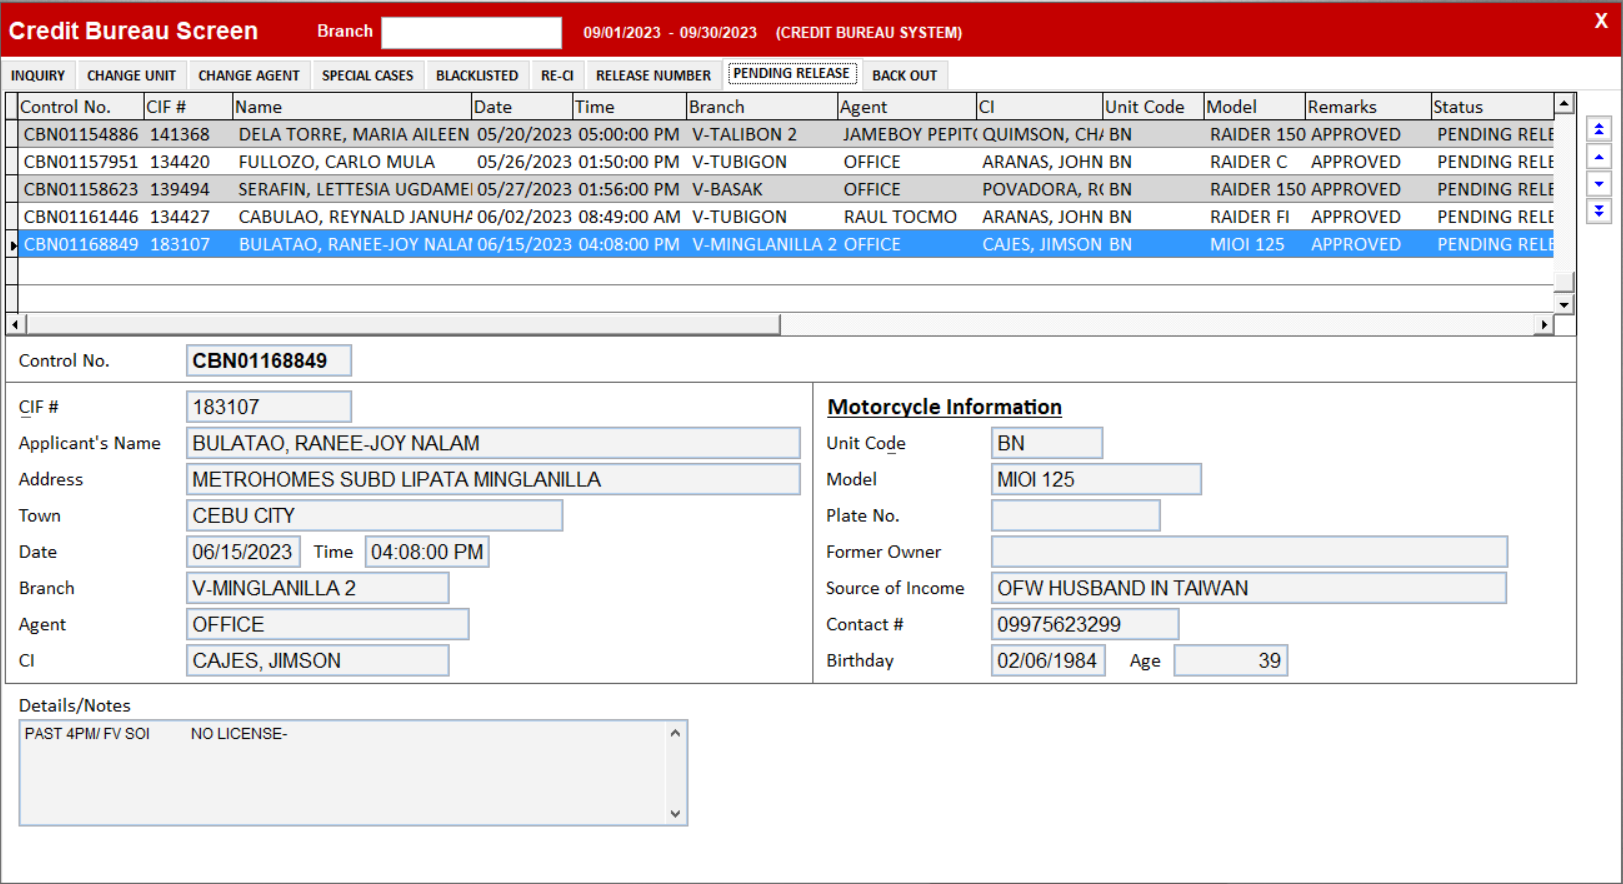 Credit Bureau Screen Branch 09/01/2023 - 09/30/2023 (CREDIT BUREAU SYSTEM) X
INQUIRY CHANGE UNIT CHANGE AGENT SPECIAL CASES BLACKLISTED RE-CI RELEASE NUMBER PENDING RELEASE BACK OUT
Control No. CIF # Name Date Time Branch Agent CI Unit Code Model Remarks Status
CBN01154886 141368 DELA TORRE, MARIA AILEEN 05/20/2023 05:00:00 PM V-TALIBON 2 JAMEBOY PEPIT QUIMSON, CHA BN RAIDER 150 APPROVED PENDING RELE
CBN01157951 134420 FULLOZO, CARLO MULA 05/26/2023 01:50:00 PM V-TUBIGON OFFICE ARANAS, JOHN BN RAIDER C APPROVED PENDING RELE
CBN01158623 139494 SERAFIN, LETTESIA UGDAME 05/27/2023 01:56:00 PM V-BASAK OFFICE POVADORA, R BN RAIDER 150 APPROVED PENDING RELE
CBN01161446 134427 CABULAO, REYNALD JANUHA 06/02/2023 08:49:00 AM V-TUBIGON RAUL TOCMO ARANAS, JOHN BN RAIDER FI APPROVED PENDING RELE
CBN01168849 183107 BULATAO, RANEE-JOY NALAM 06/15/2023 04:08:00 PM V-MINGLANILLA 2 OFFICE CAJES, JIMSON BN MIOI 125 APPROVED PENDING RELE
Control No. CBN01168849
CIF # 183107
Applicant's Name BULATAO, RANEE-JOY NALAM
Address METROHOMES SUBD LIPATA MINGLANILLA
Town CEBU CITY
Date 06/15/2023 Time 04:08:00 PM
Branch V-MINGLANILLA 2
Agent OFFICE
CI CAJES, JIMSON
Motorcycle Information
Unit Code BN
Model MIOI 125
Plate No.
Former Owner
Source of Income OFW HUSBAND IN TAIWAN
Contact # 09975623299
Birthday 02/06/1984 Age 39
Details/Notes
PAST 4PM/ FV SOI NO LICENSE-